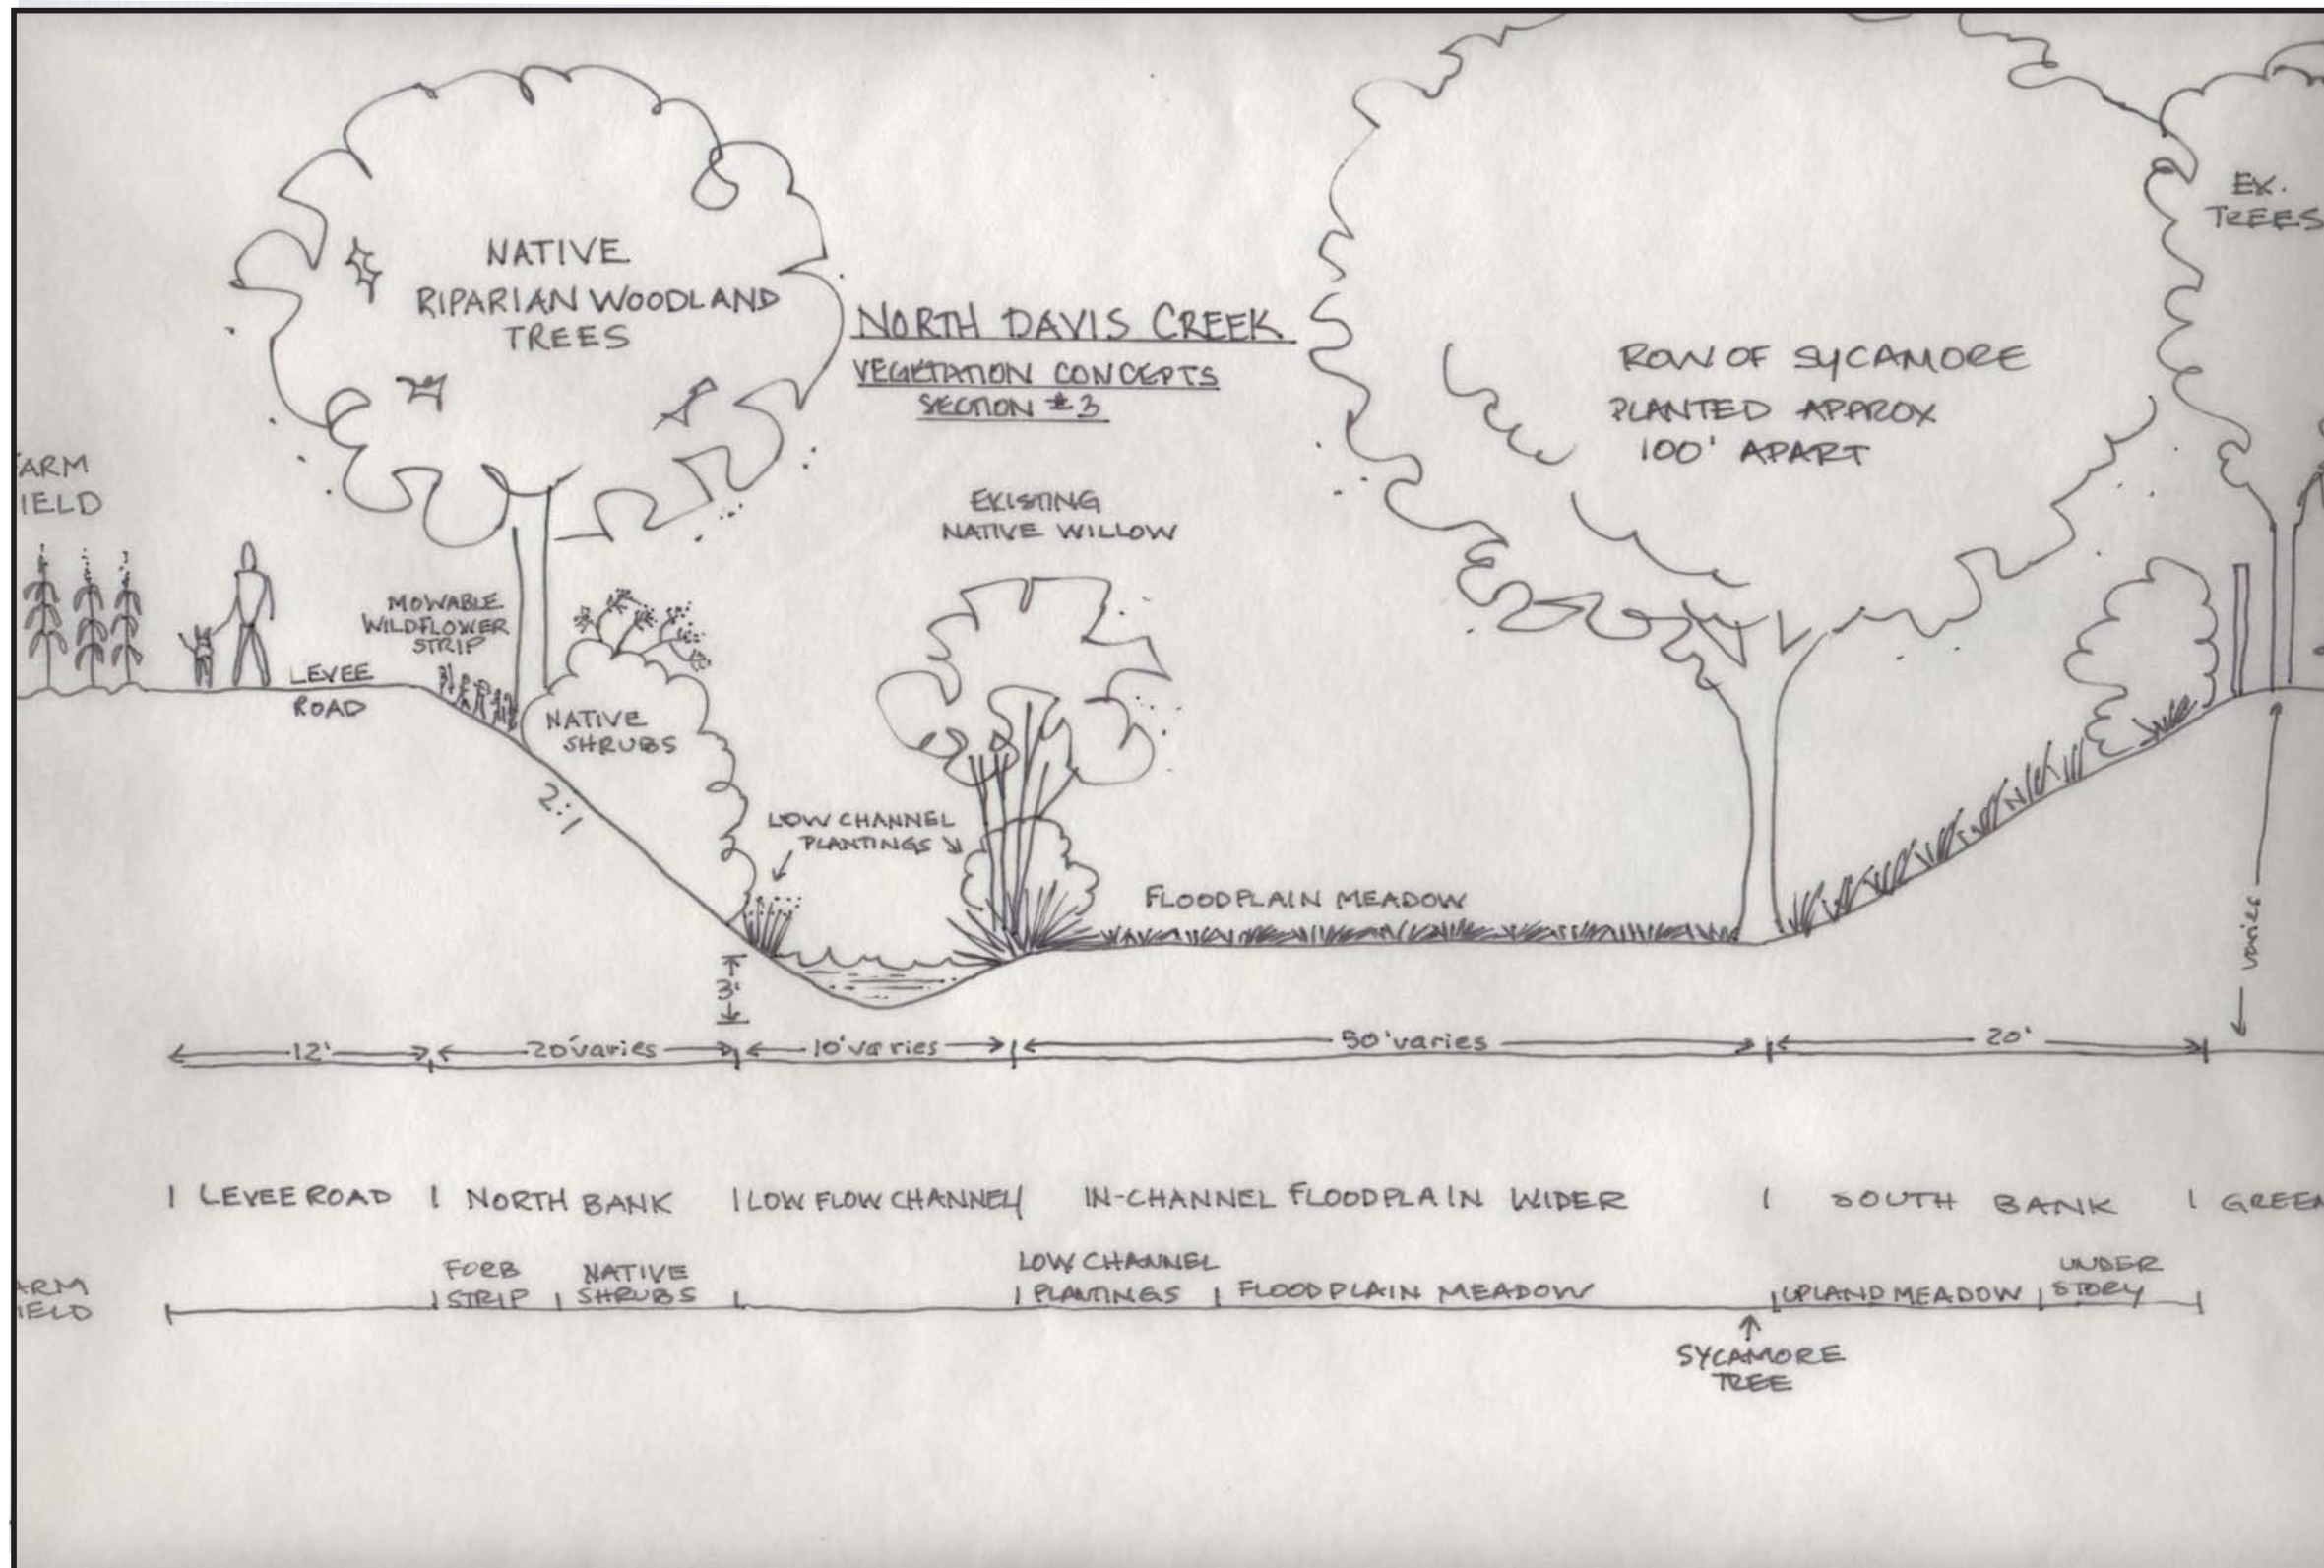 NATIVE
RIPARIAN WOODLAND
TREES
NORTH DAVIS CREEK
VEGETATION CONCEPTS
SECTION #3
ROW OF SYCAMORE
PLANTED APPROX
100' APART
EX.
TREES
ARM
IELD
EXISTING
NATIVE WILLOW
MOWABLE
WILDFLOWER
STRIP
LEVEE
ROAD
NATIVE
SHRUBS
2:1
LOW CHANNEL
PLANTINGS
FLOODPLAIN MEADOW
varies
3'
12'
20' varies
10' varies
50' varies
20'
LEVEE ROAD
NORTH BANK
LOW FLOW CHANNEL
IN-CHANNEL FLOODPLAIN WIDER
SOUTH BANK
GREEN
ARM
IELD
FORB
STRIP
NATIVE
SHRUBS
LOW CHANNEL
PLANTINGS
FLOODPLAIN MEADOW
UPLAND MEADOW
UNDER
STORY
SYCAMORE
TREE